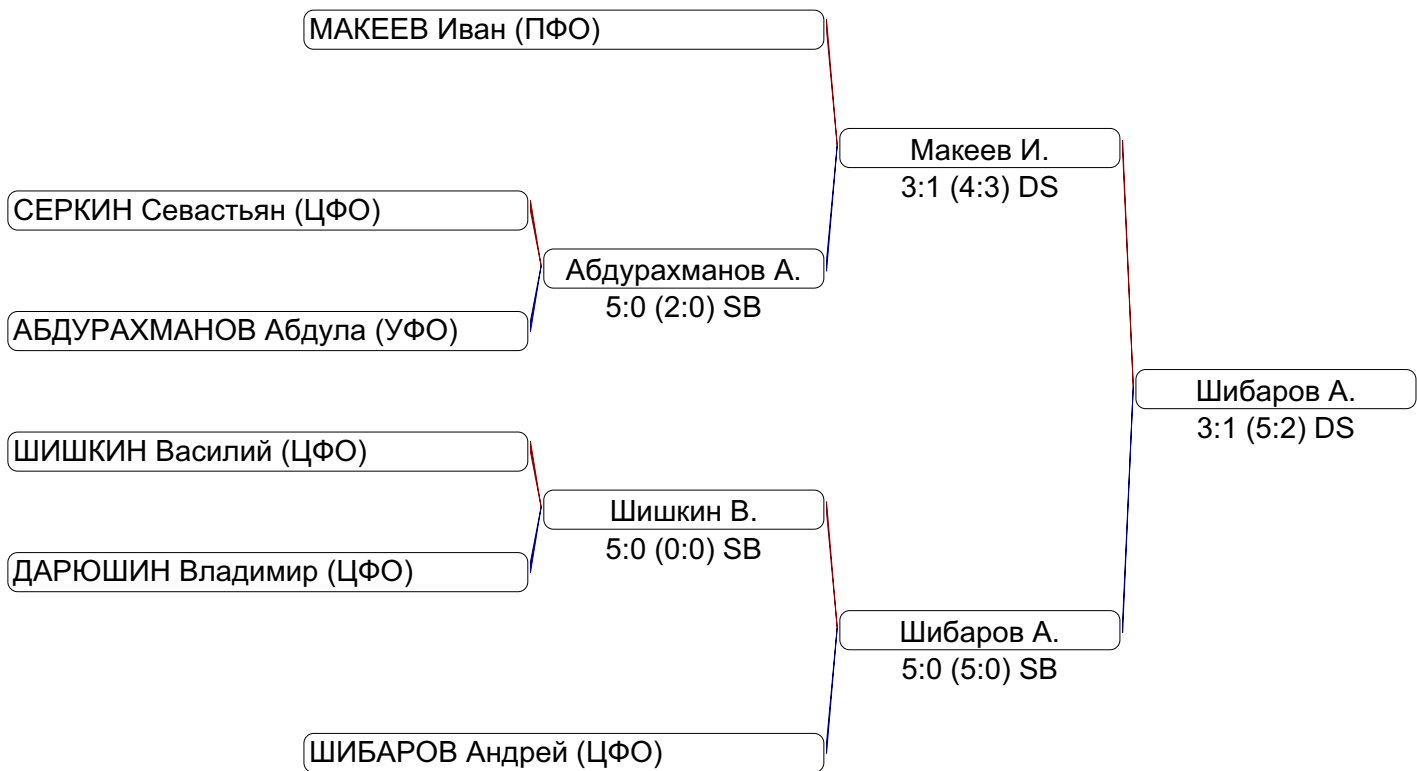 МАКЕЕВ Иван (ПФО)
Макеев И.
3:1 (4:3) DS
СЕРКИН Севастьян (ЦФО)
Абдурахманов А.
5:0 (2:0) SB
АБДУРАХМАНОВ Абдула (УФО)
Шибаров А.
3:1 (5:2) DS
ШИШКИН Василий (ЦФО)
Шишкин В.
5:0 (0:0) SB
ДАРЮШИН Владимир (ЦФО)
Шибаров А.
5:0 (5:0) SB
ШИБАРОВ Андрей (ЦФО)